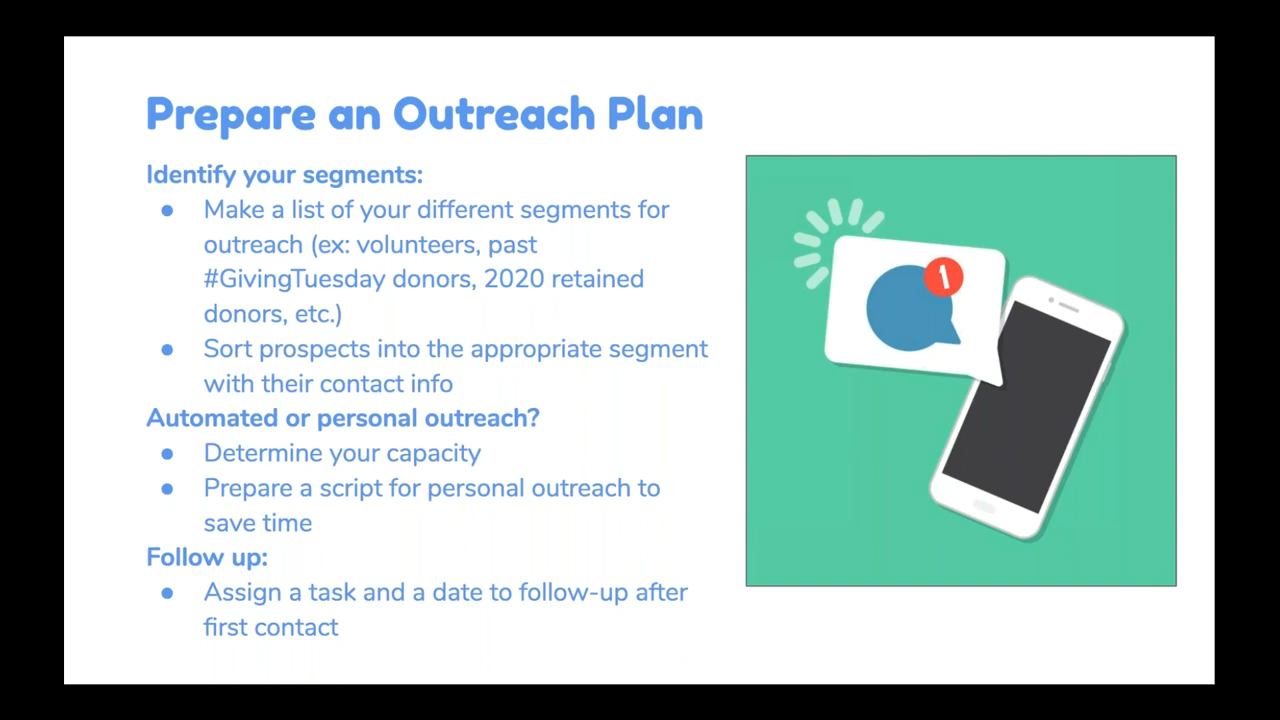 Prepare an Outreach Plan
Identify your segments:
● Make a list of your different segments for
outreach (ex: volunteers, past
#GivingTuesday donors, 2020 retained
donors, etc.)
● Sort prospects into the appropriate segment
with their contact info
Automated or personal outreach?
● Determine your capacity
● Prepare a script for personal outreach to
save time
Follow up:
● Assign a task and a date to follow-up after
first contact
1